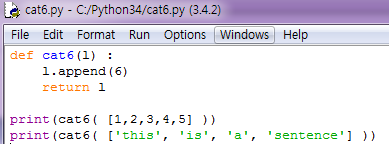 cat6.py - C:/Python34/cat6.py (3.4.2)
File Edit Format Run Options Windows Help
def cat6(l) :
    l.append(6)
    return l

print(cat6( [1,2,3,4,5] ))
print(cat6( ['this', 'is', 'a', 'sentence'] ))